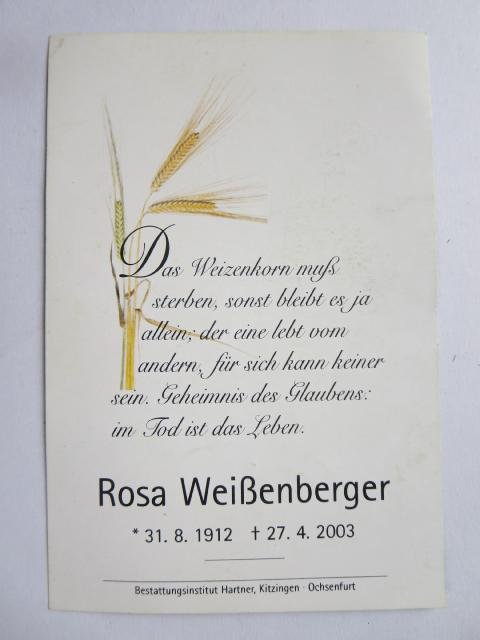 Das Weizenkorn muß
sterben, sonst bleibt es ja
allein; der eine lebt vom
andern, für sich kann keiner
sein. Geheimnis des Glaubens:
im Tod ist das Leben.
Rosa Weißenberger
* 31. 8. 1912 † 27. 4. 2003
Bestattungsinstitut Hartner, Kitzingen · Ochsenfurt